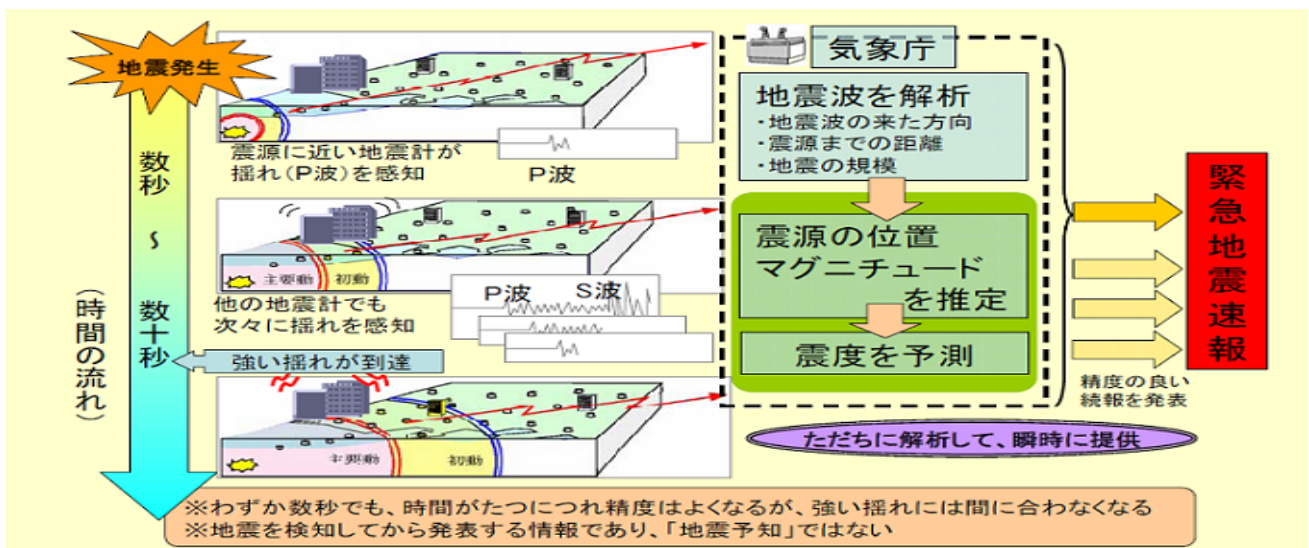 地震発生
数秒
～
数十秒
（時間の流れ）
震源に近い地震計が
揺れ（P波）を感知
P波
主要動
初動
P波
S波
他の地震計でも
次々に揺れを感知
強い揺れが到達
主要動
初動
気象庁
地震波を解析
・地震波の来た方向
・震源までの距離
・地震の規模
震源の位置
マグニチュード
を推定
震度を予測
緊急地震速報
精度の良い
続報を発表
ただちに解析して、瞬時に提供
※わずか数秒でも、時間がたつにつれ精度はよくなるが、強い揺れには間に合わなくなる
※地震を検知してから発表する情報であり、「地震予知」ではない